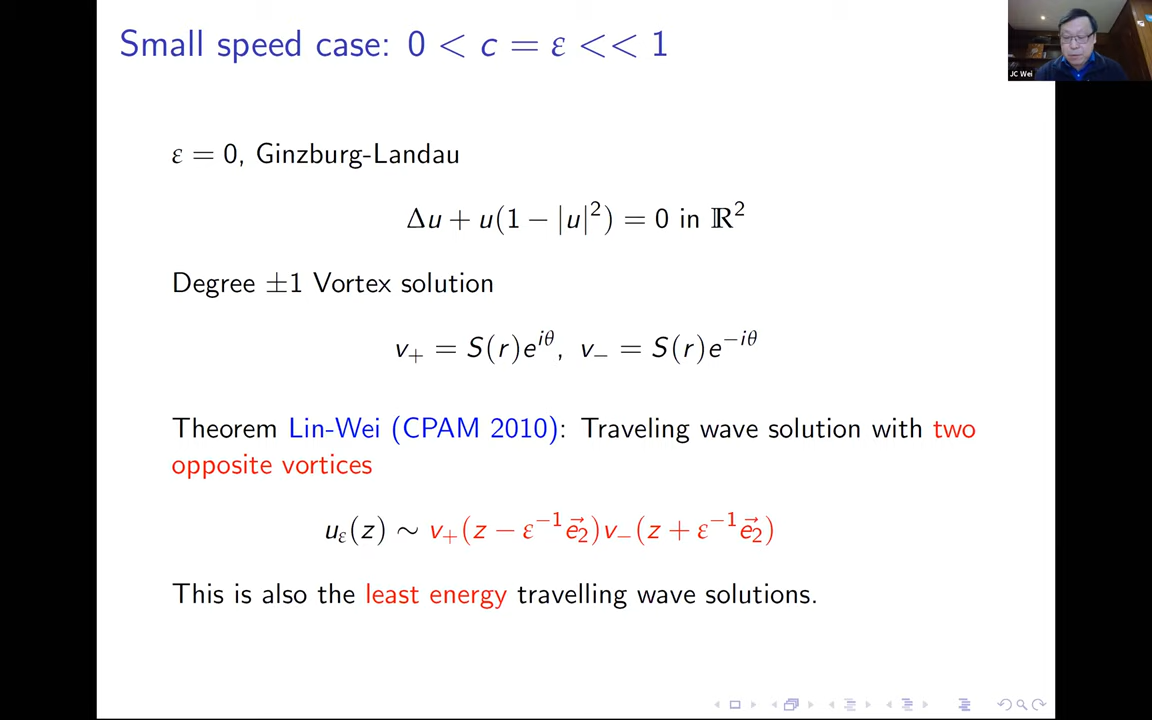 Small speed case: 0 < c = ε << 1
JC Wei
ε = 0, Ginzburg-Landau
Δu + u(1 − |u|²) = 0 in ℝ²
Degree ±1 Vortex solution
v₊ = S(r)e^{iθ}, v₋ = S(r)e^{−iθ}
Theorem Lin-Wei (CPAM 2010): Traveling wave solution with two
opposite vortices
u_ε(z) ∼ v₊(z − ε⁻¹e⃗₂)v₋(z + ε⁻¹e⃗₂)
This is also the least energy travelling wave solutions.